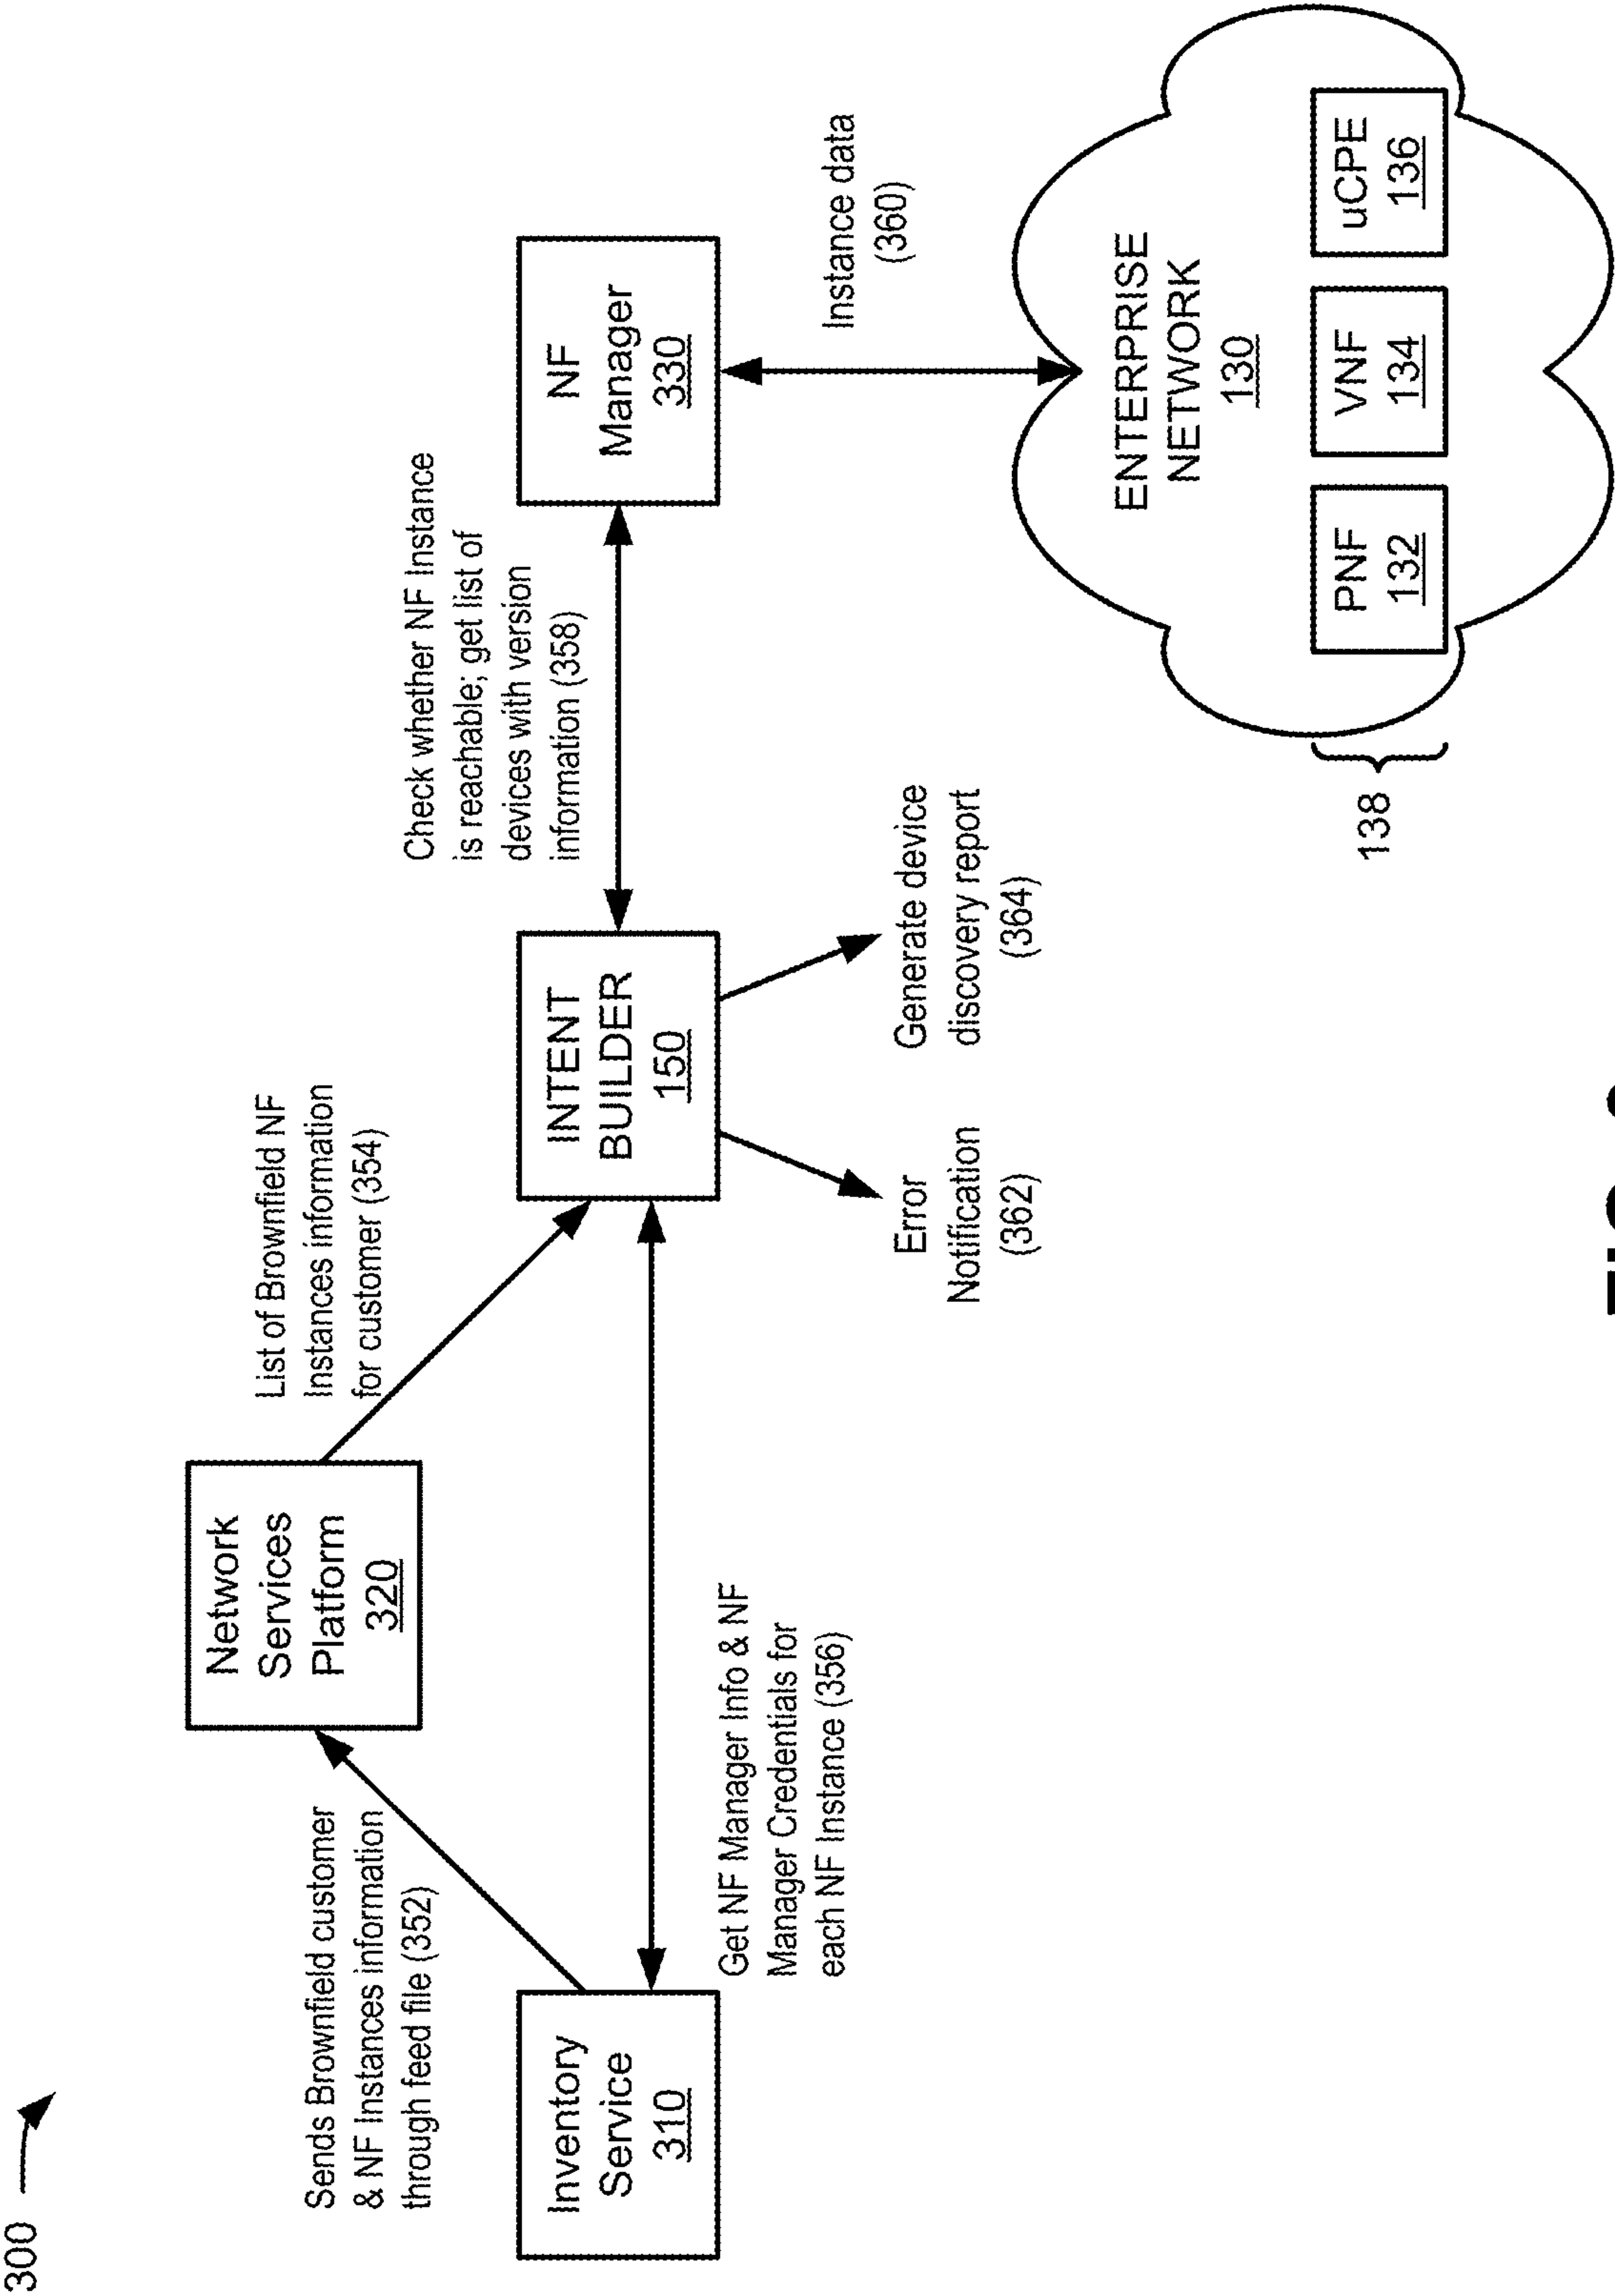 300
Sends Brownfield customer
& NF Instances information
through feed file (352)
Network
Services
Platform
320
List of Brownfield NF
Instances information
for customer (354)
Inventory
Service
310
Get NF Manager Info & NF
Manager Credentials for
each NF Instance (356)
INTENT
BUILDER
150
Check whether NF Instance
is reachable; get list of
devices with version
information (358)
NF
Manager
330
Error
Notification
(362)
Generate device
discovery report
(364)
Instance data
(360)
ENTERPRISE
NETWORK
130
PNF
132
VNF
134
uCPE
136
138